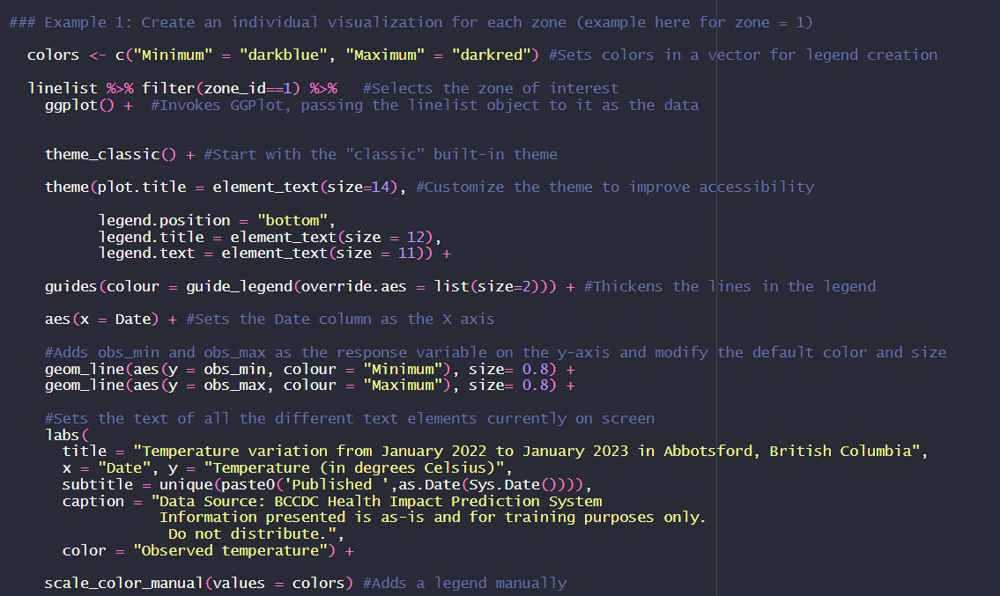 ### Example 1: Create an individual visualization for each zone (example here for zone = 1)
colors <- c("Minimum" = "darkblue", "Maximum" = "darkred") #Sets colors in a vector for legend creation
linelist %>% filter(zone_id==1) %>%   #Selects the zone of interest
ggplot() +  #Invokes GGPlot, passing the linelist object to it as the data
theme_classic() + #Start with the "classic" built-in theme
theme(plot.title = element_text(size=14), #Customize the theme to improve accessibility
legend.position = "bottom",
legend.title = element_text(size = 12),
legend.text = element_text(size = 11)) +
guides(colour = guide_legend(override.aes = list(size=2))) + #Thickens the lines in the legend
aes(x = Date) + #Sets the Date column as the X axis
#Adds obs_min and obs_max as the response variable on the y-axis and modify the default color and size
geom_line(aes(y = obs_min, colour = "Minimum"), size= 0.8) +
geom_line(aes(y = obs_max, colour = "Maximum"), size= 0.8) +
#Sets the text of all the different text elements currently on screen
labs(
title = "Temperature variation from January 2022 to January 2023 in Abbotsford, British Columbia",
x = "Date", y = "Temperature (in degrees Celsius)",
subtitle = unique(paste0('Published ',as.Date(Sys.Date()))),
caption = "Data Source: BCCDC Health Impact Prediction System
Information presented is as-is and for training purposes only.
Do not distribute.",
color = "Observed temperature") +
scale_color_manual(values = colors) #Adds a legend manually